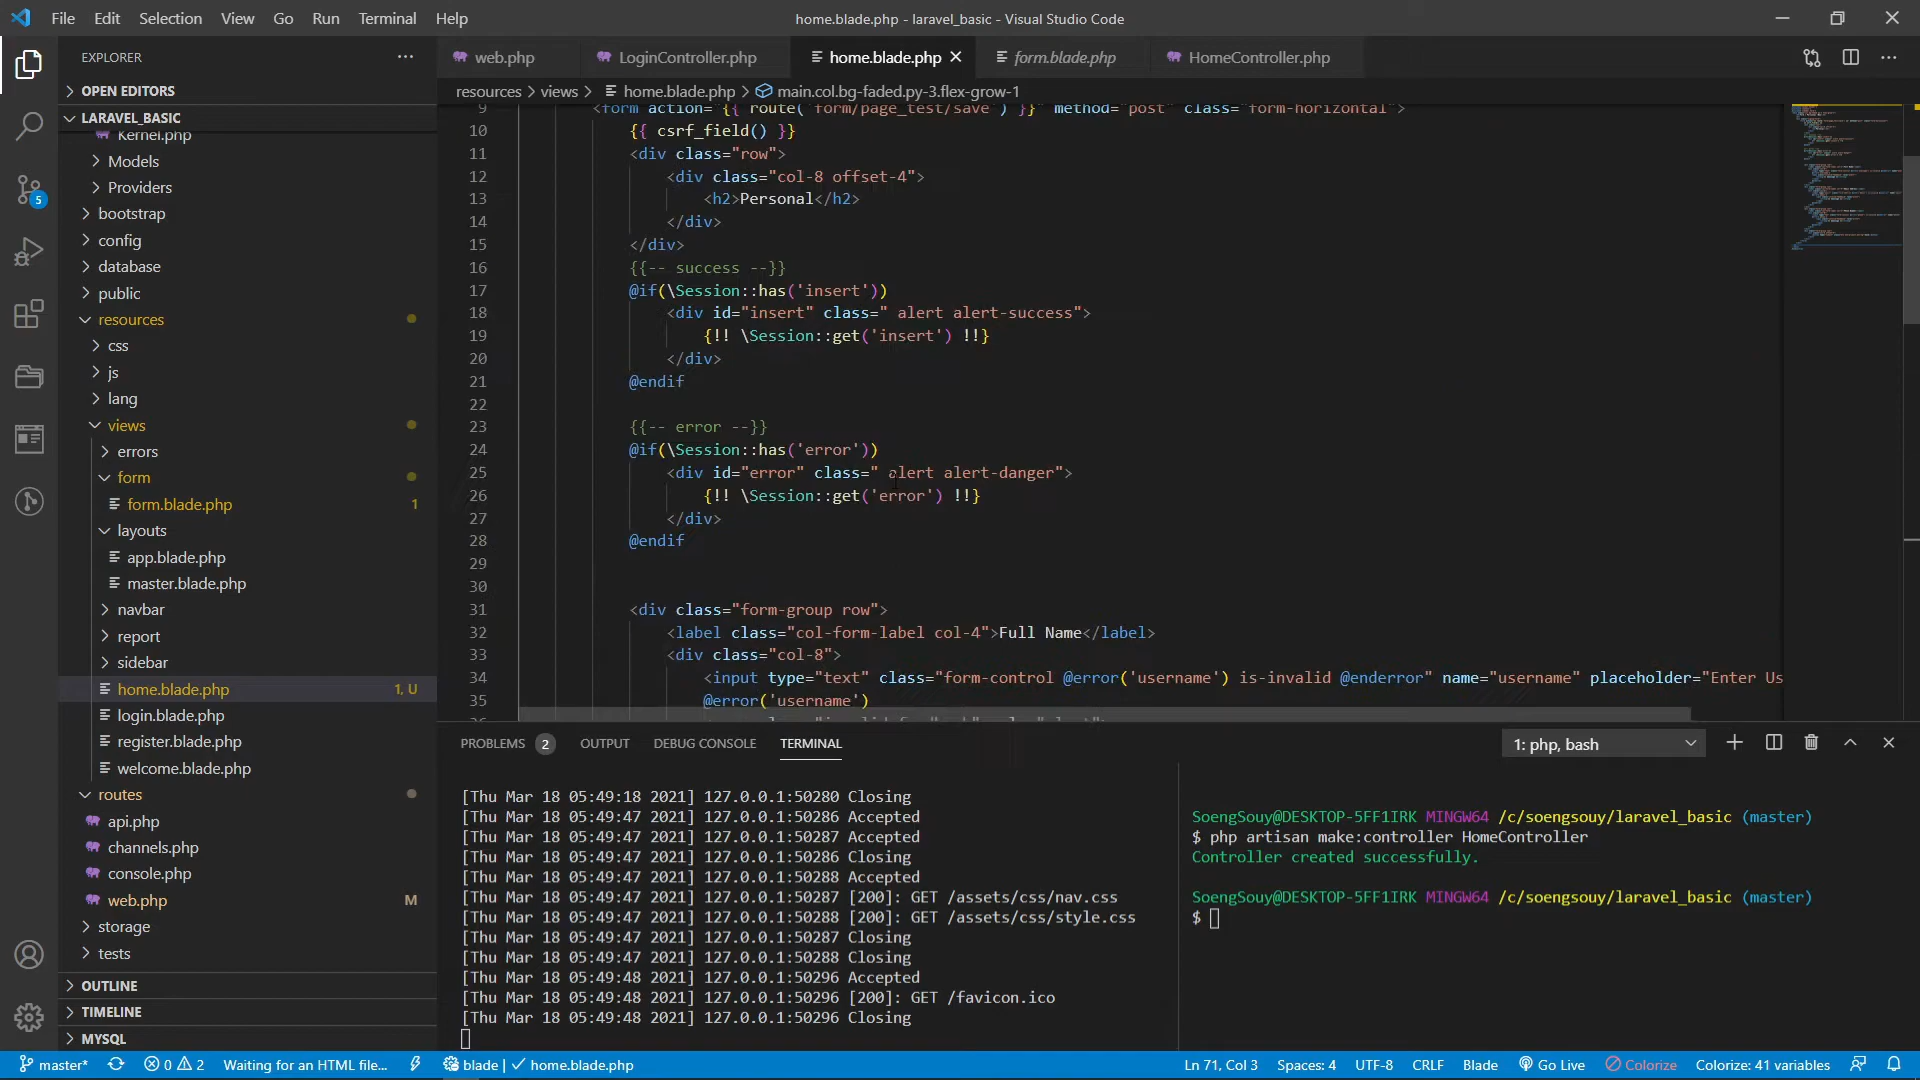 File Edit Selection View Go Run Terminal Help
home.blade.php - laravel_basic - Visual Studio Code
EXPLORER
OPEN EDITORS
LARAVEL_BASIC
Kernel.php
Models
Providers
bootstrap
config
database
public
resources
css
js
lang
views
errors
form
form.blade.php 1
layouts
app.blade.php
master.blade.php
navbar
report
sidebar
home.blade.php 1, U
login.blade.php
register.blade.php
welcome.blade.php
routes
api.php
channels.php
console.php
web.php M
storage
tests
OUTLINE
TIMELINE
MYSQL
5
web.php LoginController.php home.blade.php form.blade.php HomeController.php
resources > views > home.blade.php > main.col.bg-faded.py-3.flex-grow-1
9 <form action="{{ route('form/page_test/save') }}" method="post" class="form-horizontal">
10 {{ csrf_field() }}
11 <div class="row">
12 <div class="col-8 offset-4">
13 <h2>Personal</h2>
14 </div>
15 </div>
16 {{-- success --}}
17 @if(\Session::has('insert'))
18 <div id="insert" class=" alert alert-success">
19 {!! \Session::get('insert') !!}
20 </div>
21 @endif
22
23 {{-- error --}}
24 @if(\Session::has('error'))
25 <div id="error" class=" alert alert-danger">
26 {!! \Session::get('error') !!}
27 </div>
28 @endif
29
30
31 <div class="form-group row">
32 <label class="col-form-label col-4">Full Name</label>
33 <div class="col-8">
34 <input type="text" class="form-control @error('username') is-invalid @enderror" name="username" placeholder="Enter Us
35 @error('username')
PROBLEMS 2 OUTPUT DEBUG CONSOLE TERMINAL
1: php, bash
[Thu Mar 18 05:49:18 2021] 127.0.0.1:50280 Closing
[Thu Mar 18 05:49:47 2021] 127.0.0.1:50286 Accepted
[Thu Mar 18 05:49:47 2021] 127.0.0.1:50287 Accepted
[Thu Mar 18 05:49:47 2021] 127.0.0.1:50286 Closing
[Thu Mar 18 05:49:47 2021] 127.0.0.1:50288 Accepted
[Thu Mar 18 05:49:47 2021] 127.0.0.1:50287 [200]: GET /assets/css/nav.css
[Thu Mar 18 05:49:47 2021] 127.0.0.1:50288 [200]: GET /assets/css/style.css
[Thu Mar 18 05:49:47 2021] 127.0.0.1:50287 Closing
[Thu Mar 18 05:49:47 2021] 127.0.0.1:50288 Closing
[Thu Mar 18 05:49:48 2021] 127.0.0.1:50296 Accepted
[Thu Mar 18 05:49:48 2021] 127.0.0.1:50296 [200]: GET /favicon.ico
[Thu Mar 18 05:49:48 2021] 127.0.0.1:50296 Closing
SoengSouy@DESKTOP-5FF1IRK MINGW64 /c/soengsouy/laravel_basic (master)
$ php artisan make:controller HomeController
Controller created successfully.
SoengSouy@DESKTOP-5FF1IRK MINGW64 /c/soengsouy/laravel_basic (master)
$
master* 0 2 Waiting for an HTML file... blade | ✓ home.blade.php Ln 71, Col 3 Spaces: 4 UTF-8 CRLF Blade Go Live Colorize Colorize: 41 variables